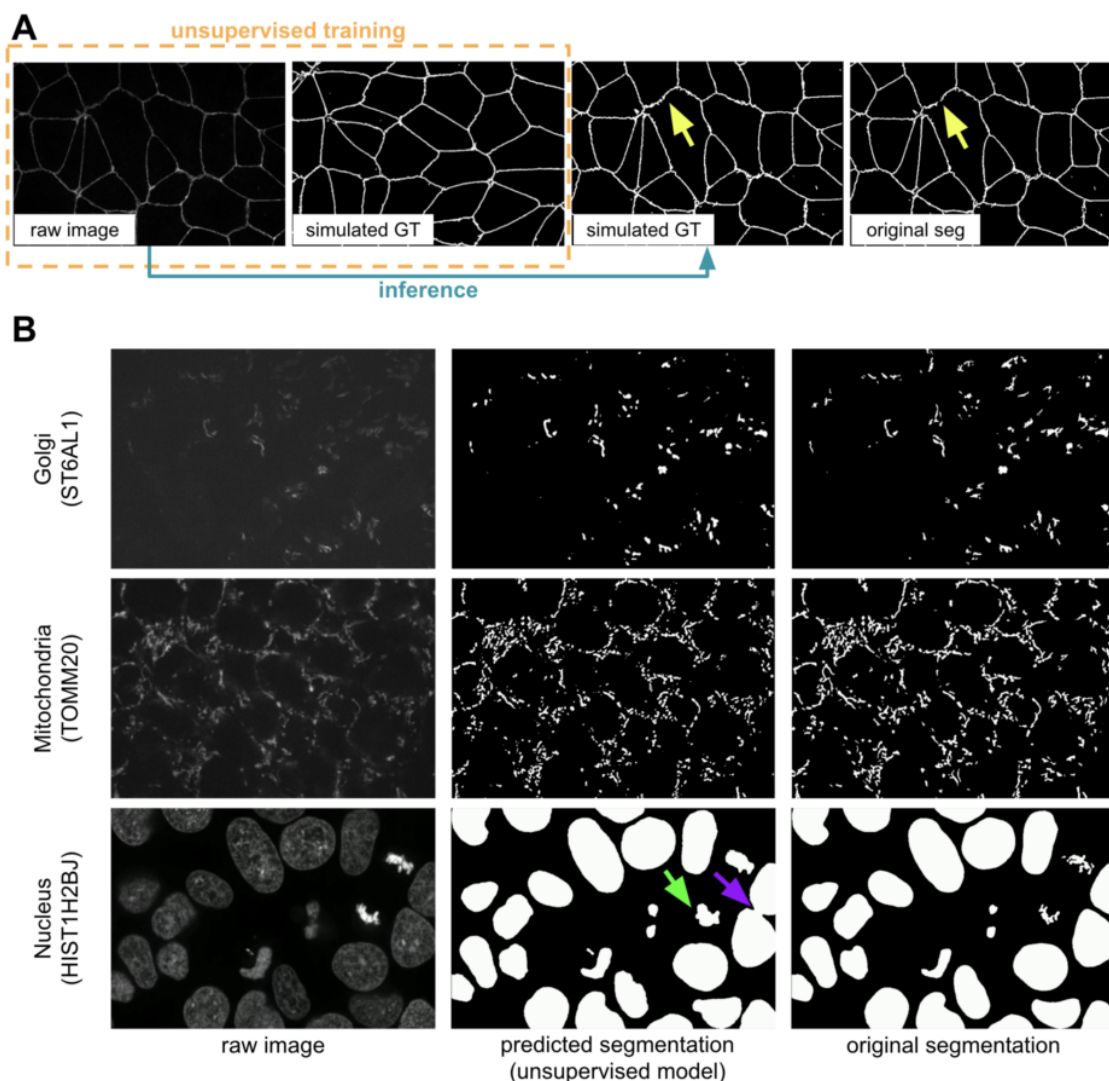 A
unsupervised training
raw image
simulated GT
simulated GT
original seg
inference
B
Golgi
(ST6AL1)
Mitochondria
(TOMM20)
Nucleus
(HIST1H2BJ)
raw image
predicted segmentation
(unsupervised model)
original segmentation